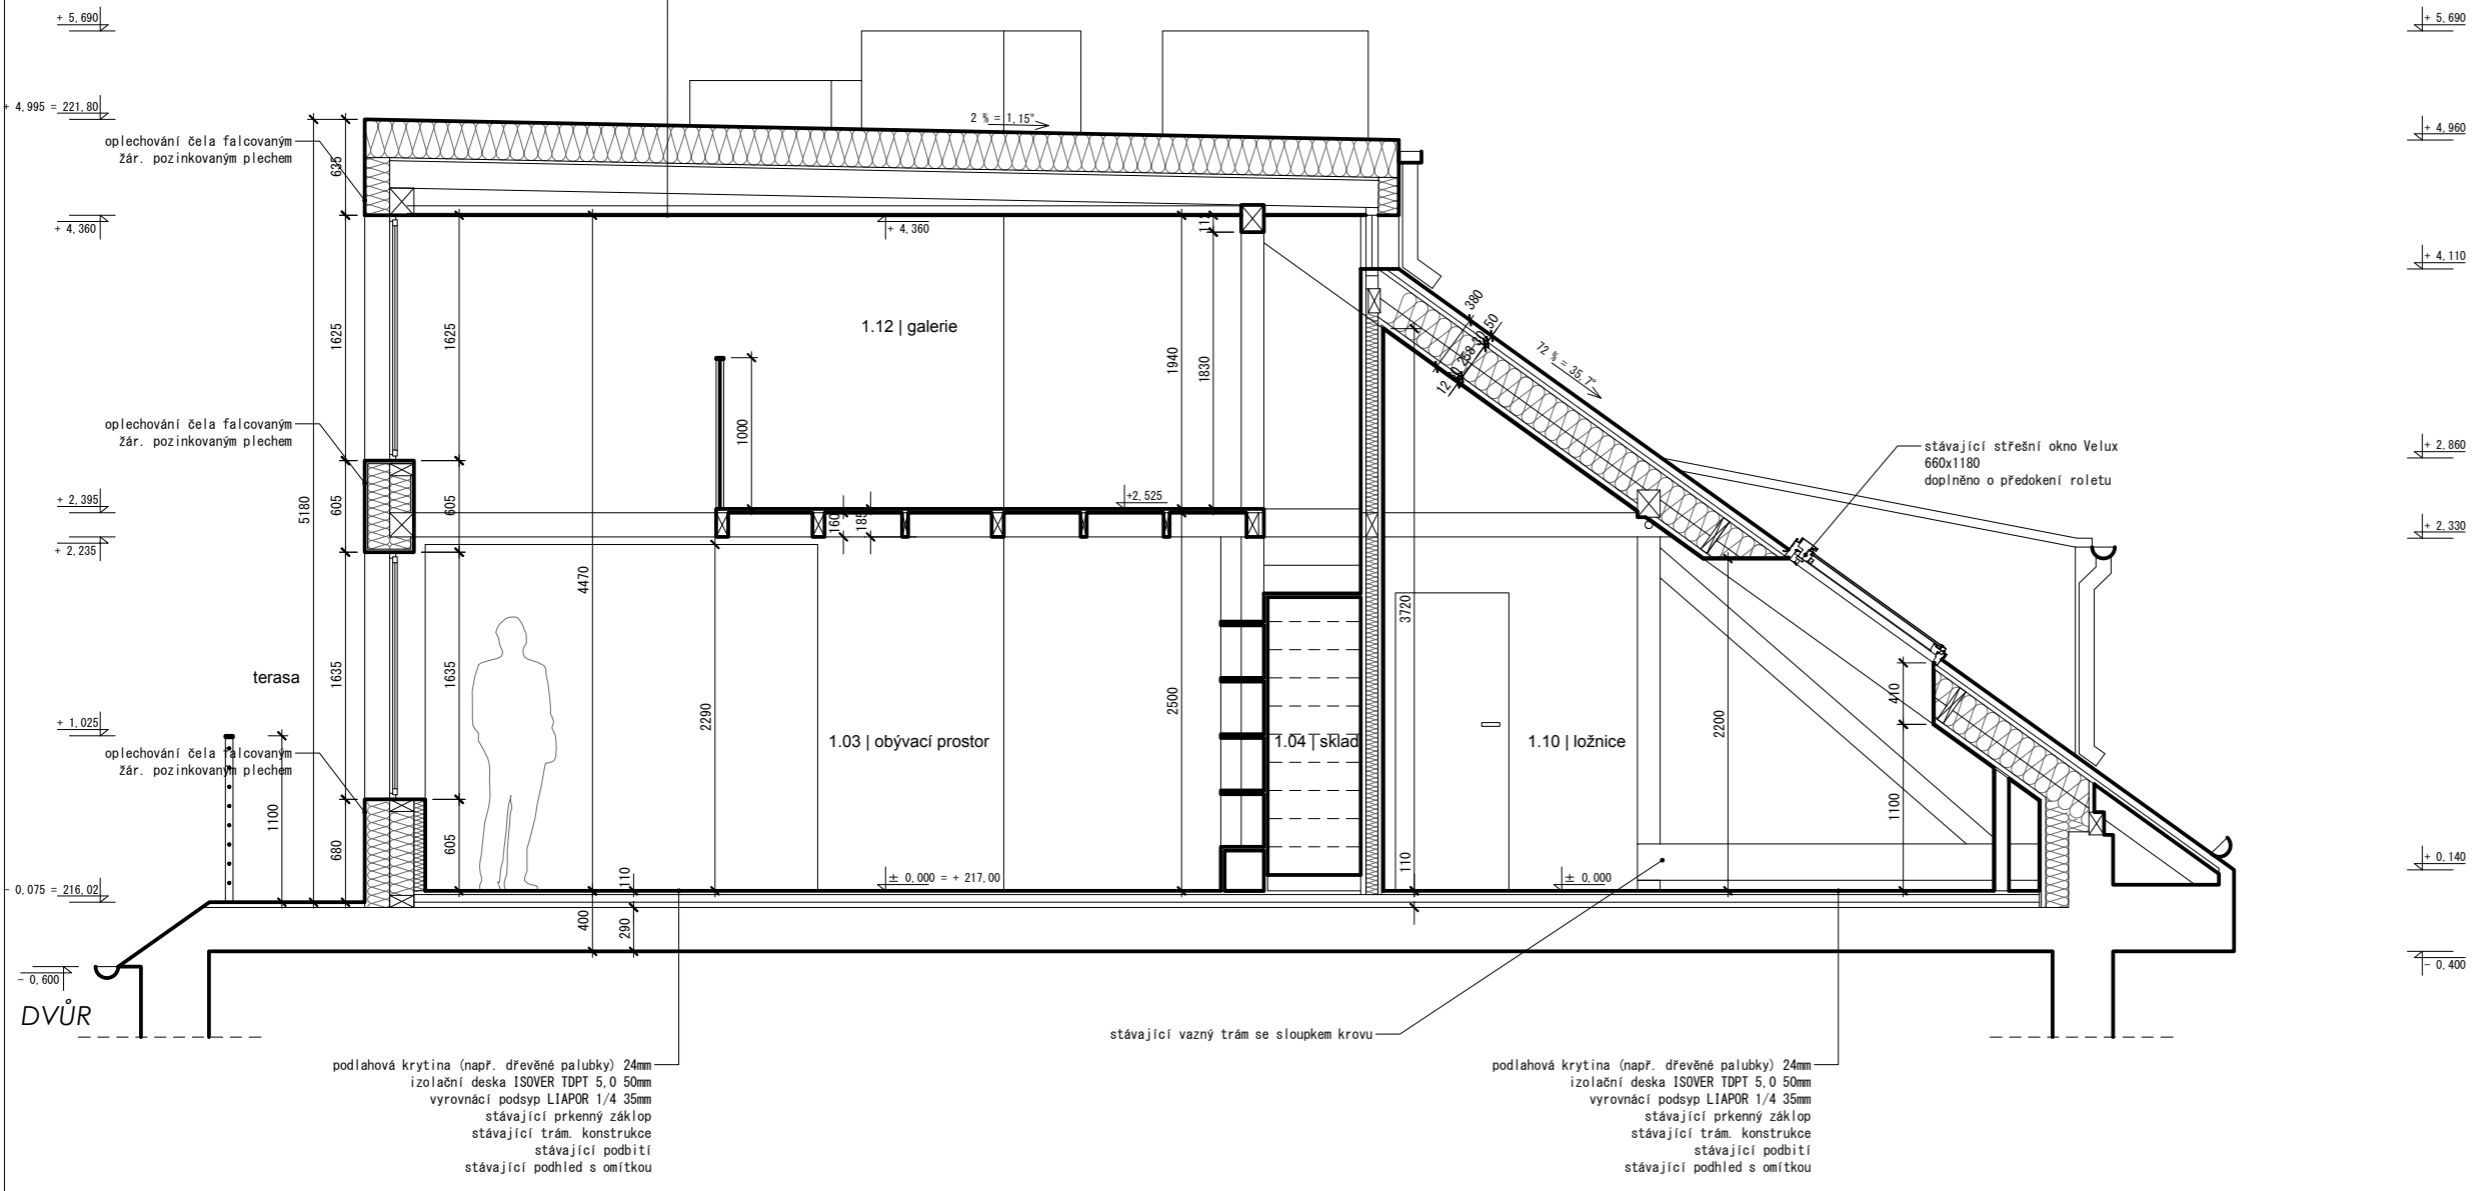 + 5,690
+ 5,690
+ 4,995 = 221,80
2 % = 1,15°
+ 4,960
oplechování čela falcovaným
žár. pozinkovaným plechem
635
+ 4,360
+ 4,360
+ 4,110
380
50
72 % = 35,7°
1.12 | galerie
1625
1625
1940
1830
30
258
12
1000
oplechování čela falcovaným
žár. pozinkovaným plechem
stávající střešní okno Velux
660x1180
doplněno o předokení roletu
+ 2,860
+ 2,395
+2,525
5180
605
605
160
185
+ 2,235
+ 2,330
4470
3720
terasa
1635
1635
2290
2500
2200
410
+ 1,025
1.03 | obývací prostor
1.04 | sklad
1.10 | ložnice
oplechování čela falcovaným
žár. pozinkovaným plechem
1100
680
605
110
± 0,000 = + 217,00
110
± 0,000
1100
+ 0,140
- 0,075 = 216,02
400
290
- 0,600
- 0,400
DVŮR
stávající vazný trám se sloupkem krovu
podlahová krytina (např. dřevěné palubky) 24mm
izolační deska ISOVER TDPT 5,0 50mm
vyrovnácí podsyp LIAPOR 1/4 35mm
stávající prkenný záklop
stávající trám. konstrukce
stávající podbití
stávající podhled s omítkou
podlahová krytina (např. dřevěné palubky) 24mm
izolační deska ISOVER TDPT 5,0 50mm
vyrovnácí podsyp LIAPOR 1/4 35mm
stávající prkenný záklop
stávající trám. konstrukce
stávající podbití
stávající podhled s omítkou